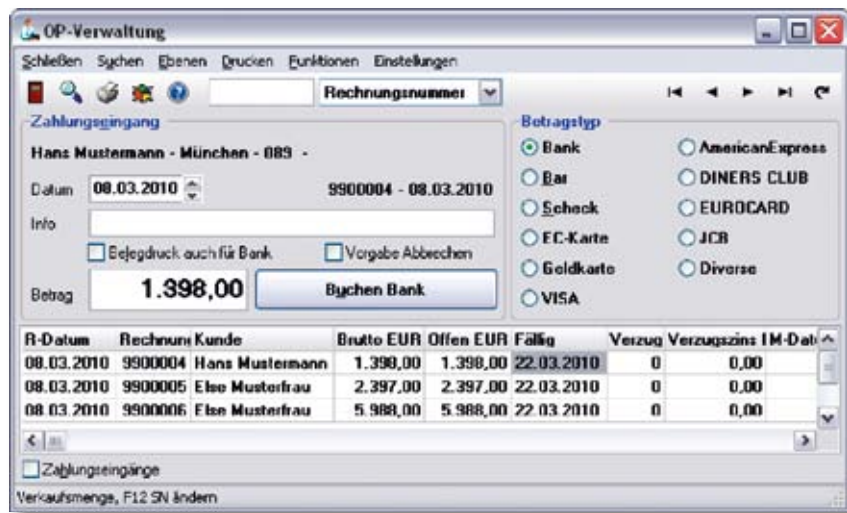 OP-Verwaltung
Schließen Suchen Ebenen Drucken Funktionen Einstellungen
Rechnungsnummer
Zahlungseingang
Betragstyp
Hans Mustermann - München - 089 -
Datum 08.03.2010 9900004 - 08.03.2010
Info
Belegdruck auch für Bank Vorgabe Abbrechen
Betrag 1.398,00 Buchen Bank
Bank AmericanExpress
Bar DINERS CLUB
Scheck EUROCARD
EC-Karte JCB
Goldkarte Diverse
VISA
R-Datum Rechnun Kunde Brutto EUR Offen EUR Fällig Verzug Verzugszins M-Dat
08.03.2010 9900004 Hans Mustermann 1.398,00 1.398,00 22.03.2010 0 0,00
08.03.2010 9900005 Else Musterfrau 2.397,00 2.397,00 22.03.2010 0 0,00
08.03.2010 9900006 Else Musterfrau 5.988,00 5.988,00 22.03.2010 0 0,00
Zahlungseingänge
Verkaufsmenge, F12 SN ändern